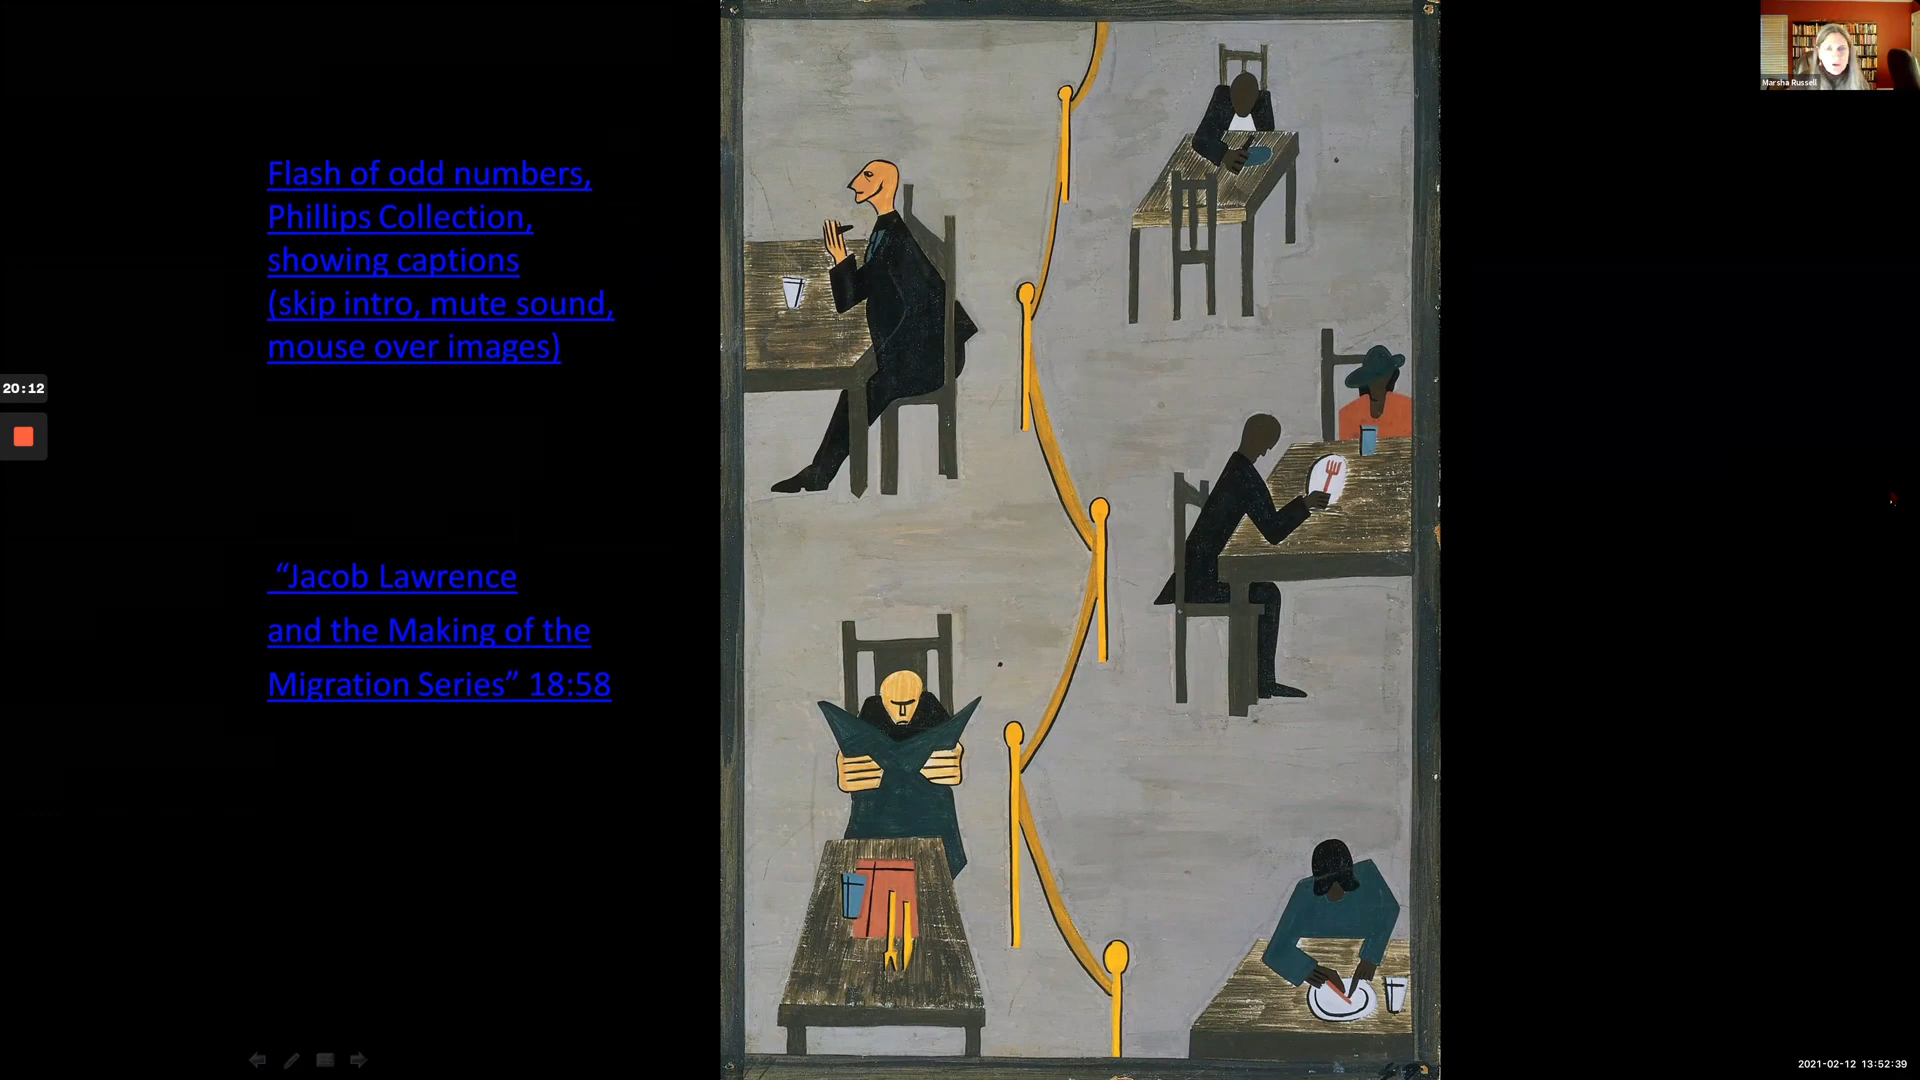 Flash of odd numbers,
Phillips Collection,
showing captions
(skip intro, mute sound,
mouse over images)
20:12
“Jacob Lawrence
and the Making of the
Migration Series” 18:58
Marsha Russell
2021-02-12 13:52:39